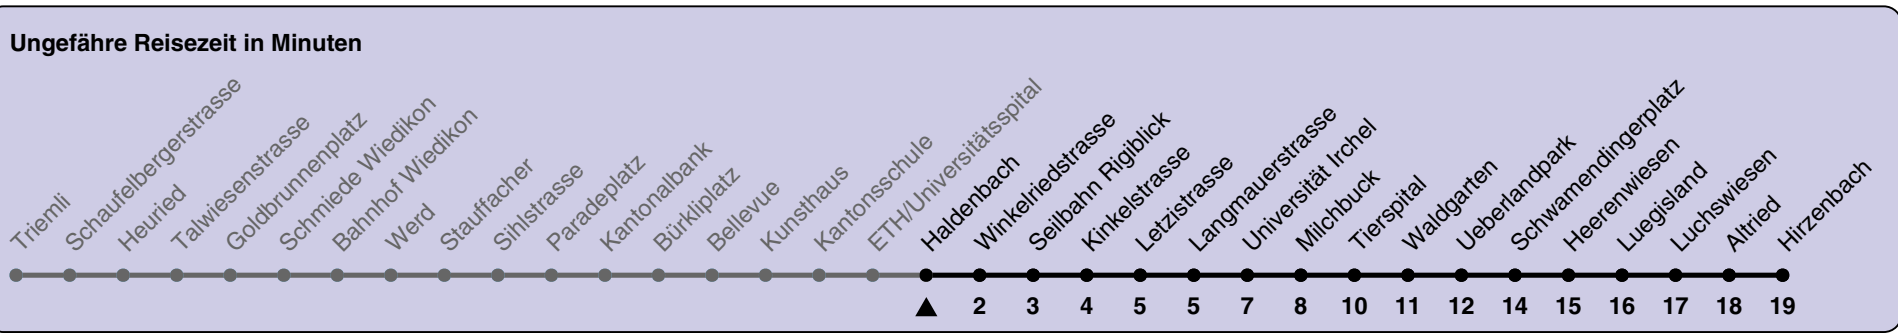 Ungefähre Reisezeit in Minuten
Triemli
Schaufelbergerstrasse
Heuried
Talwiesenstrasse
Goldbrunnenplatz
Schmiede Wiedikon
Bahnhof Wiedikon
Werd
Stauffacher
Sihlstrasse
Paradeplatz
Kantonalbank
Bürkliplatz
Bellevue
Kunsthaus
Kantonsschule
ETH/Universitätsspital
Haldenbach
Winkelriedstrasse
Seilbahn Rigiblick
Kinkelstrasse
Letzistrasse
Langmauerstrasse
Universität Irchel
Milchbuck
Tierspital
Waldgarten
Ueberlandpark
Schwamendingerplatz
Heerenwiesen
Luegisland
Luchswiesen
Altried
Hirzenbach
2 3 4 5 5 7 8 10 11 12 14 15 16 17 18 19